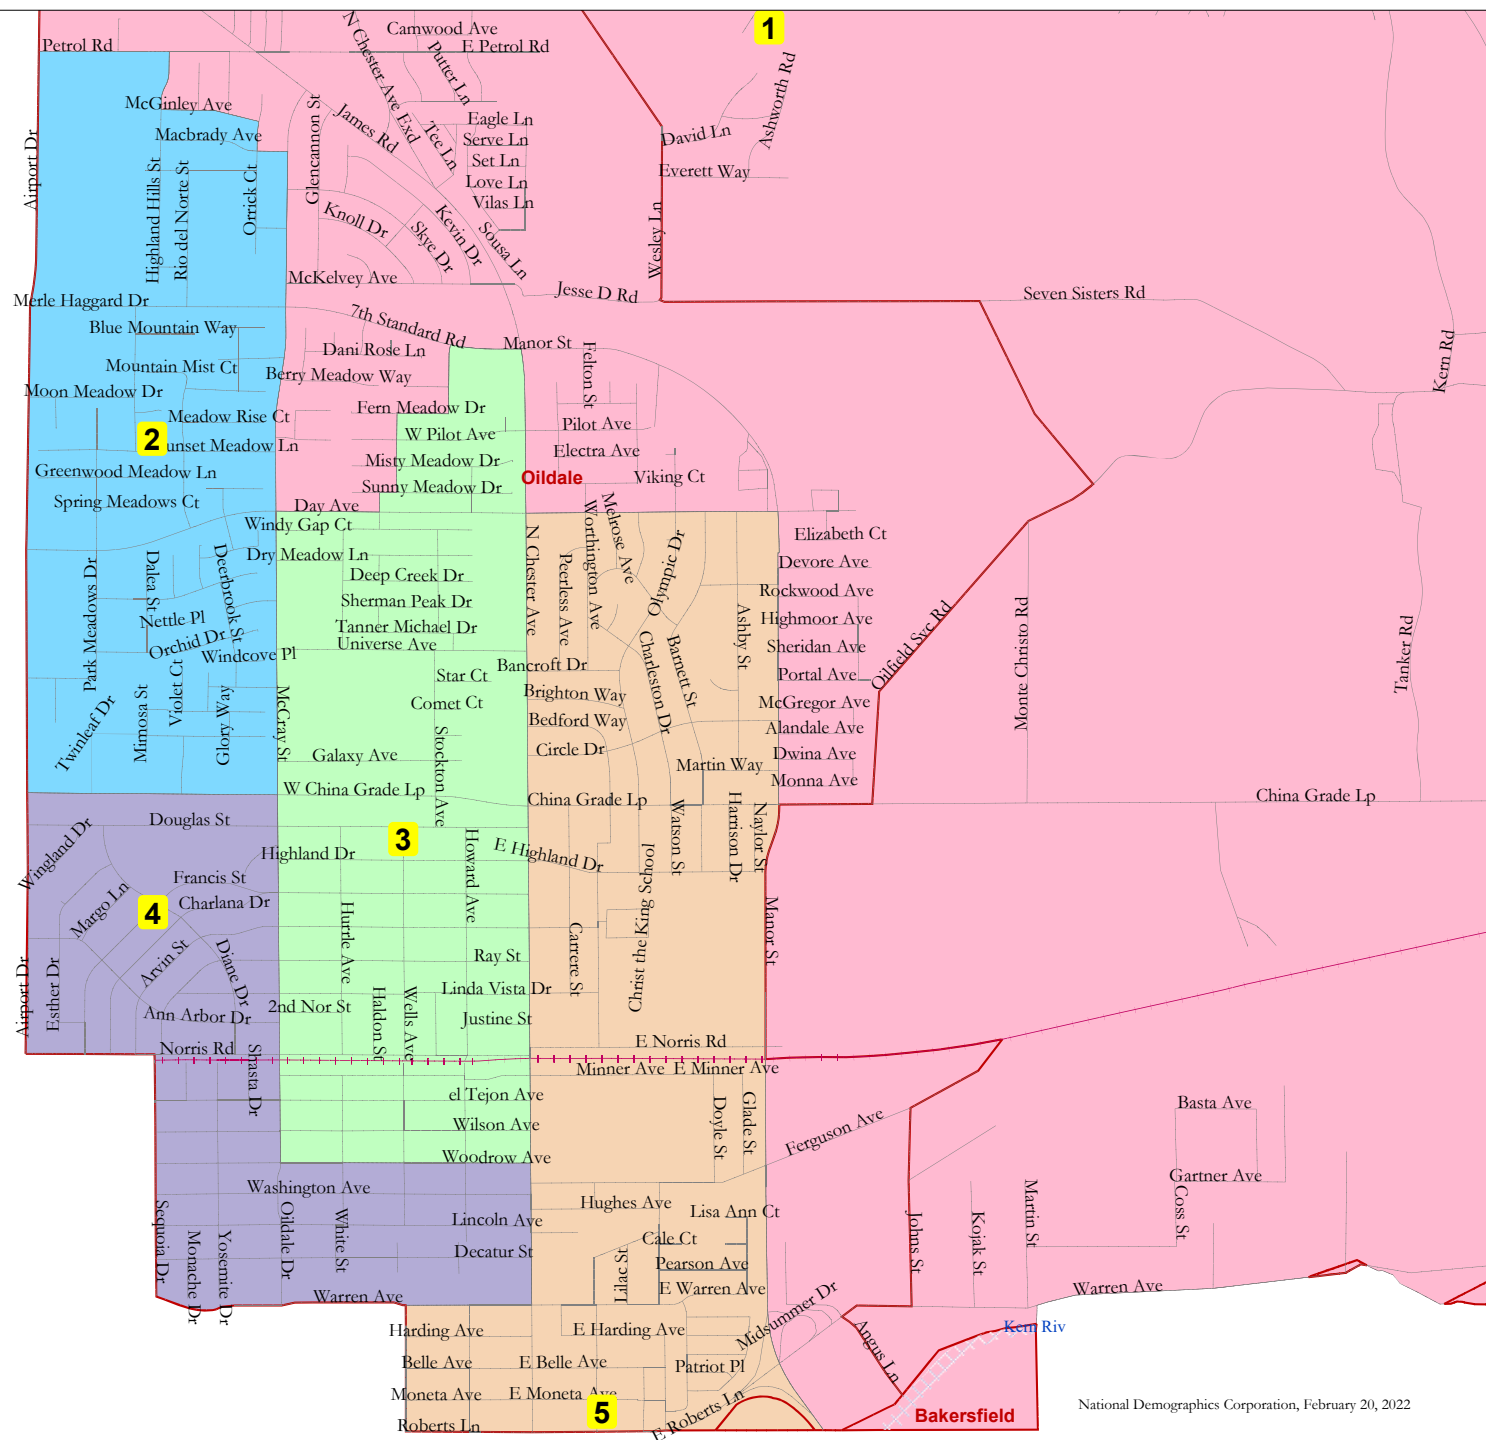 1
Camwood Ave
Petrol Rd
E Petrol Rd
N Chester Ave Exd
Putter Ln
Ashworth Rd
McGinley Ave
Glencannon St
James Rd
Eagle Ln
Macbrady Ave
Tee Ln
Serve Ln
David Ln
Set Ln
Everett Way
Airport Dr
Love Ln
Vilas Ln
Highland Hills St
Rio del Norte St
Orrick Ct
Knoll Dr
Skye Dr
Kevin Dr
Sousa Ln
Wesley Ln
McKelvey Ave
Jesse D Rd
Seven Sisters Rd
Merle Haggard Dr
Blue Mountain Way
7th Standard Rd
Manor St
Dani Rose Ln
Felton St
Kern Rd
Mountain Mist Ct
Berry Meadow Way
Moon Meadow Dr
Fern Meadow Dr
Meadow Rise Ct
W Pilot Ave
Pilot Ave
2
unset Meadow Ln
Electra Ave
Misty Meadow Dr
Greenwood Meadow Ln
Oildale
Viking Ct
Sunny Meadow Dr
Spring Meadows Ct
Day Ave
Windy Gap Ct
Melrose Ave
Worthington Ave
Elizabeth Ct
N Chester Ave
Peerless Ave
Olympic Dr
Dry Meadow Ln
Devore Ave
Deep Creek Dr
Park Meadows Dr
Dalea St
Deerbrook St
Rockwood Ave
Sherman Peak Dr
Nettle Pl
Highmoor Ave
Tanner Michael Dr
Ashby St
Orchid Dr
Universe Ave
Sheridan Ave
Windcove Pl
Oilfield Svc Rd
Monte Christo Rd
Tanker Rd
Bancroft Dr
Star Ct
Portal Ave
Charleston Dr
Barnett St
Brighton Way
Comet Ct
McGregor Ave
Bedford Way
Alandale Ave
Twinleaf Dr
Mimosa St
Violet Ct
Glory Way
McCray St
Circle Dr
Dwina Ave
Galaxy Ave
Martin Way
Stockton Ave
Monna Ave
W China Grade Lp
China Grade Lp
China Grade Lp
Douglas St
Watson St
Harrison Dr
Naylor St
3
Wingland Dr
Highland Dr
Howard Ave
E Highland Dr
Francis St
Charlana Dr
4
Margo Ln
Hurrle Ave
Christ the King School
Carrere St
Manor St
Arvin St
Diane Dr
Ray St
Airport Dr
Esther Dr
Linda Vista Dr
2nd Nor St
Haldon St
Wells Ave
Ann Arbor Dr
Justine St
Norris Rd
E Norris Rd
Shasta Dr
Minner Ave
E Minner Ave
el Tejon Ave
Doyle St
Glade St
Basta Ave
Wilson Ave
Ferguson Ave
Woodrow Ave
Washington Ave
Gartner Ave
Hughes Ave
Lisa Ann Ct
Lincoln Ave
Sequoia Dr
Monache Dr
Yosemite Dr
Oildale Dr
White St
Johns St
Kojak St
Martin St
Coss St
Cale Ct
Decatur St
Lilac St
Pearson Ave
E Warren Ave
Warren Ave
Warren Ave
Midsummer Dr
Harding Ave
E Harding Ave
Kern Riv
Angus Ln
Belle Ave
E Belle Ave
Patriot Pl
Moneta Ave
E Moneta Ave
5
Roberts Ln
E Roberts Ln
Bakersfield
National Demographics Corporation, February 20, 2022